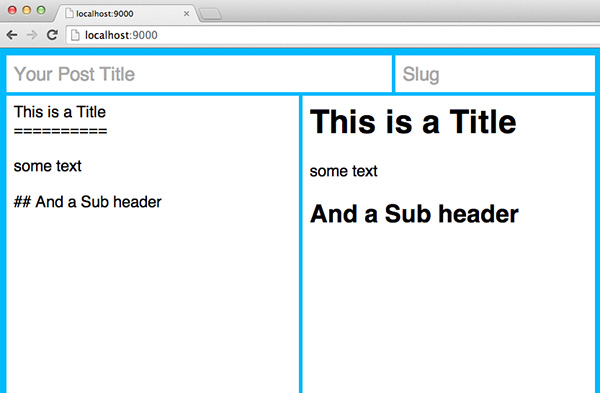 localhost:9000
localhost:9000
Your Post Title
Slug
This is a Title
==========
some text
## And a Sub header
This is a Title
some text
And a Sub header